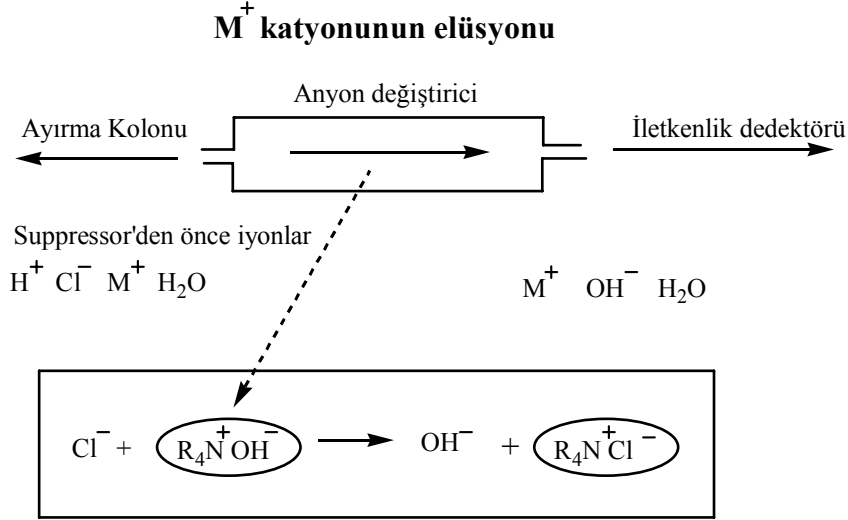 M⁺ katyonunun elüsyonu
Anyon değiştirici
Ayırma Kolonu
İletkenlik dedektörü
Suppressor'den önce iyonlar
H⁺ Cl⁻ M⁺ H₂O
M⁺ OH⁻ H₂O
Cl⁻ + R₄N⁺OH⁻ → OH⁻ + R₄N⁺Cl⁻